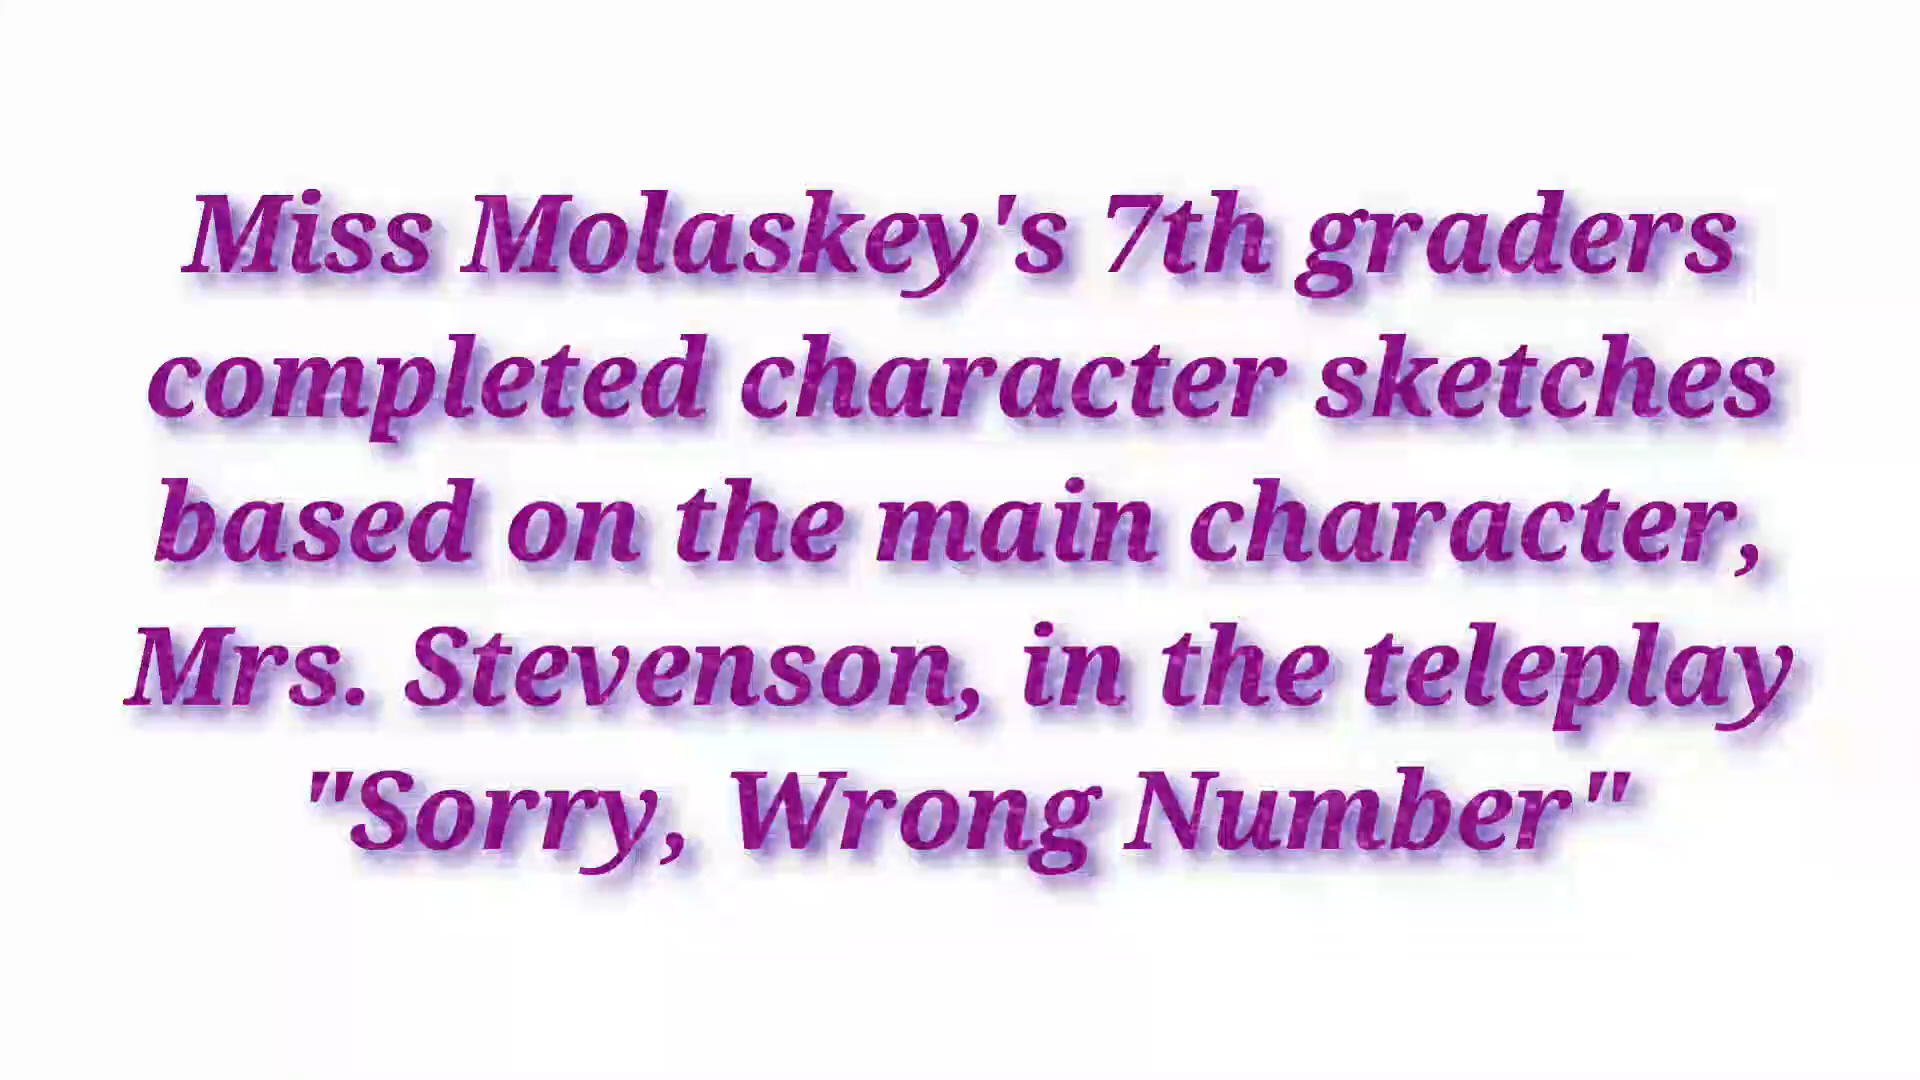 Miss Molaskey's 7th graders
completed character sketches
based on the main character,
Mrs. Stevenson, in the teleplay
"Sorry, Wrong Number"